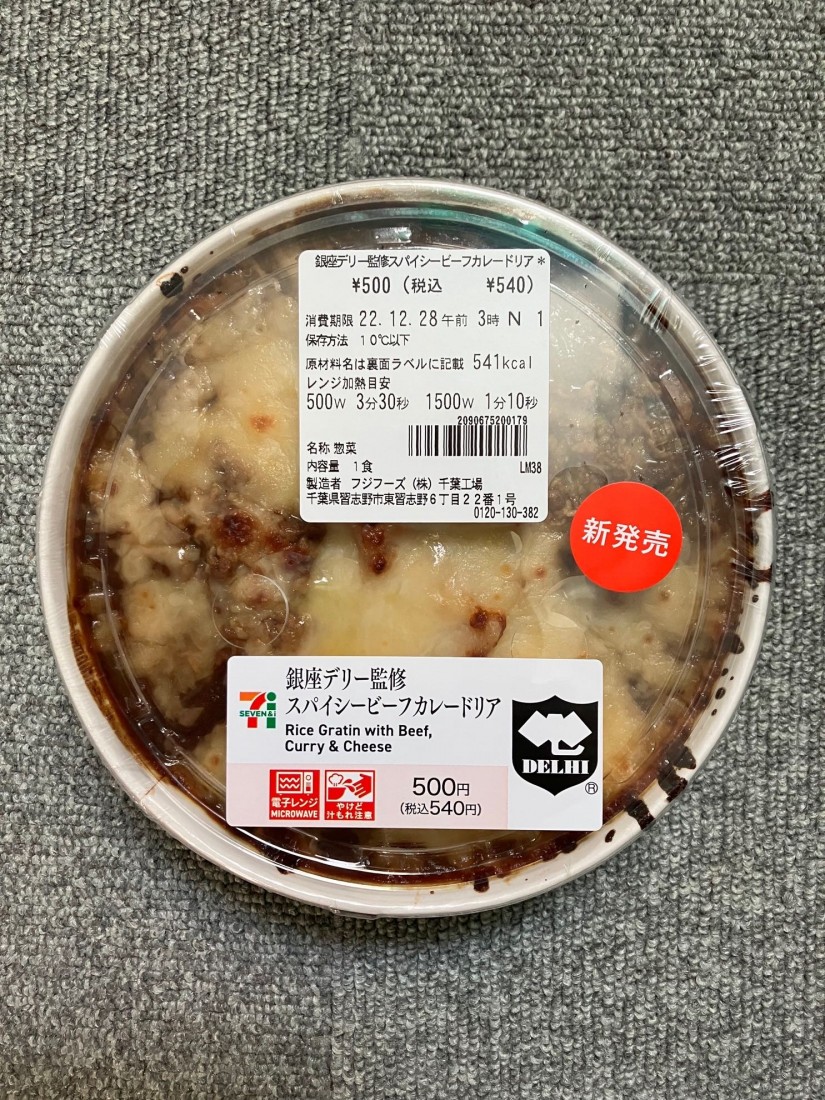 銀座デリー監修スパイシービーフカレードリア*
¥500(税込 ¥540)
消費期限 22.12.28午前 3時 N 1
保存方法 10℃以下
原材料名は裏面ラベルに記載 541kcal
レンジ加熱目安
500W 3分30秒 1500W 1分10秒
2090675200179
名称 惣菜
内容量 1食 LM38
製造者 フジフーズ(株)千葉工場
千葉県習志野市東習志野6丁目22番1号
0120-130-382
新発売
銀座デリー監修
スパイシービーフカレードリア
SEVEN&i
Rice Gratin with Beef,
Curry & Cheese
DELHI
®
電子レンジ
MICROWAVE
やけど
汁もれ注意
500円
(税込540円)